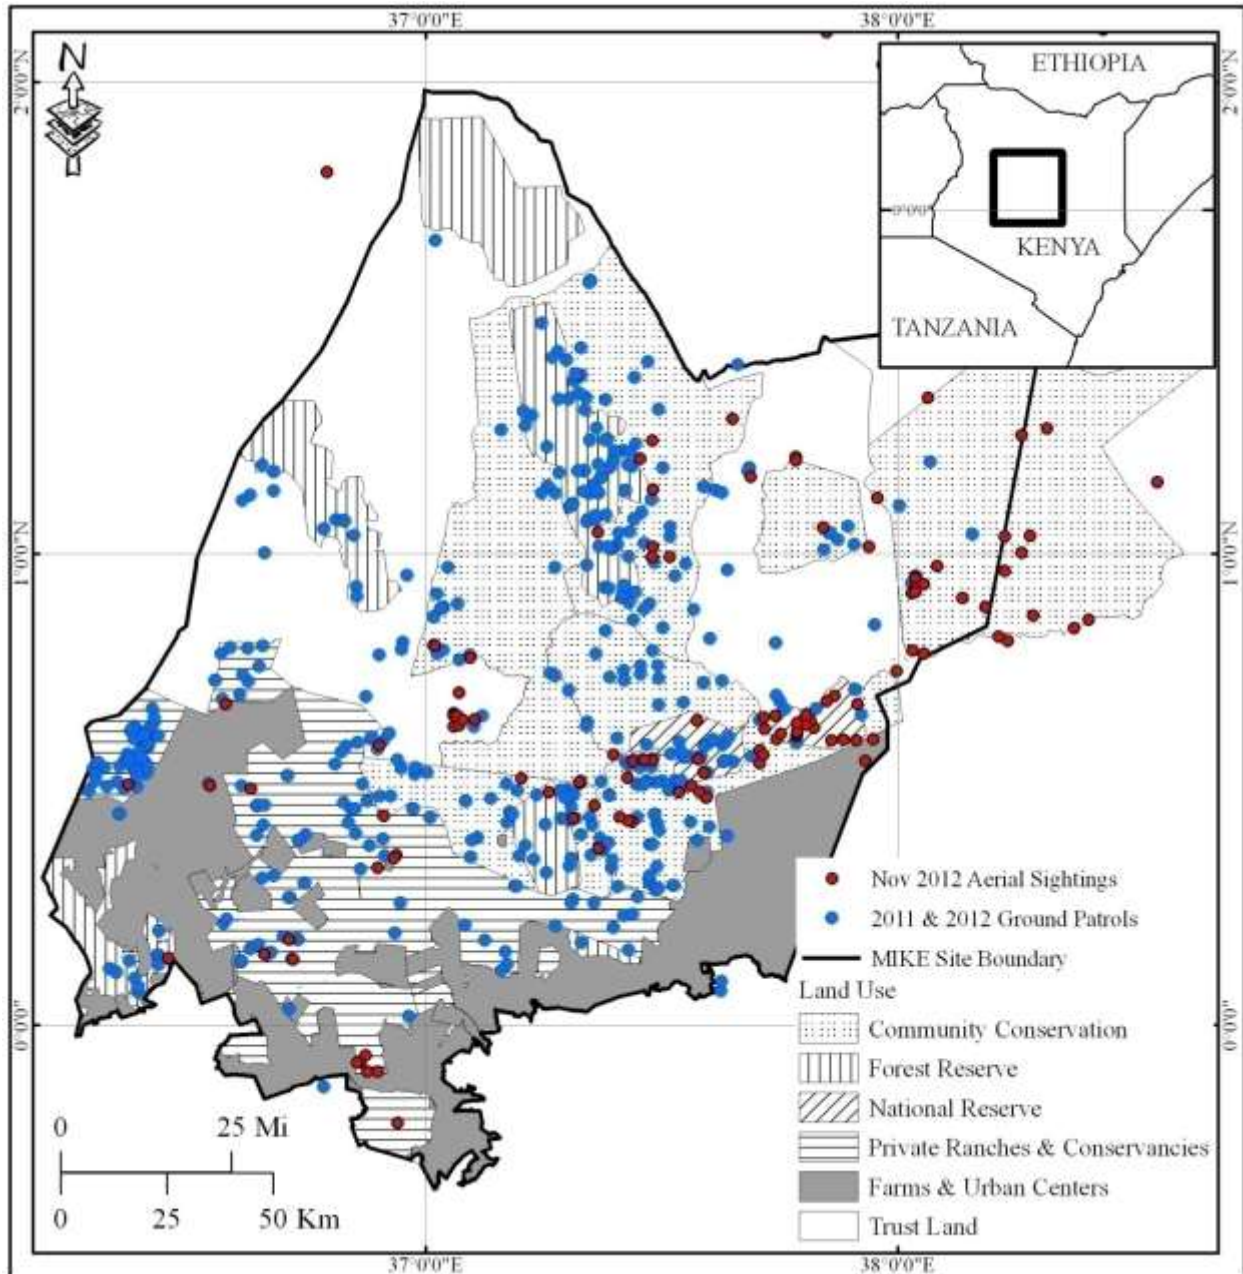 37°0'0"E 38°0'0"E
N
2°0'0"N 2°0'0"N
ETHIOPIA
0°0'0"
KENYA
TANZANIA
1°0'0"N 1°0'0"N
Nov 2012 Aerial Sightings
2011 & 2012 Ground Patrols
MIKE Site Boundary
Land Use
0°0'0" 0°0'0"
Community Conservation
Forest Reserve
National Reserve
Private Ranches & Conservancies
Farms & Urban Centers
Trust Land
0 25 Mi
0 25 50 Km
37°0'0"E 38°0'0"E